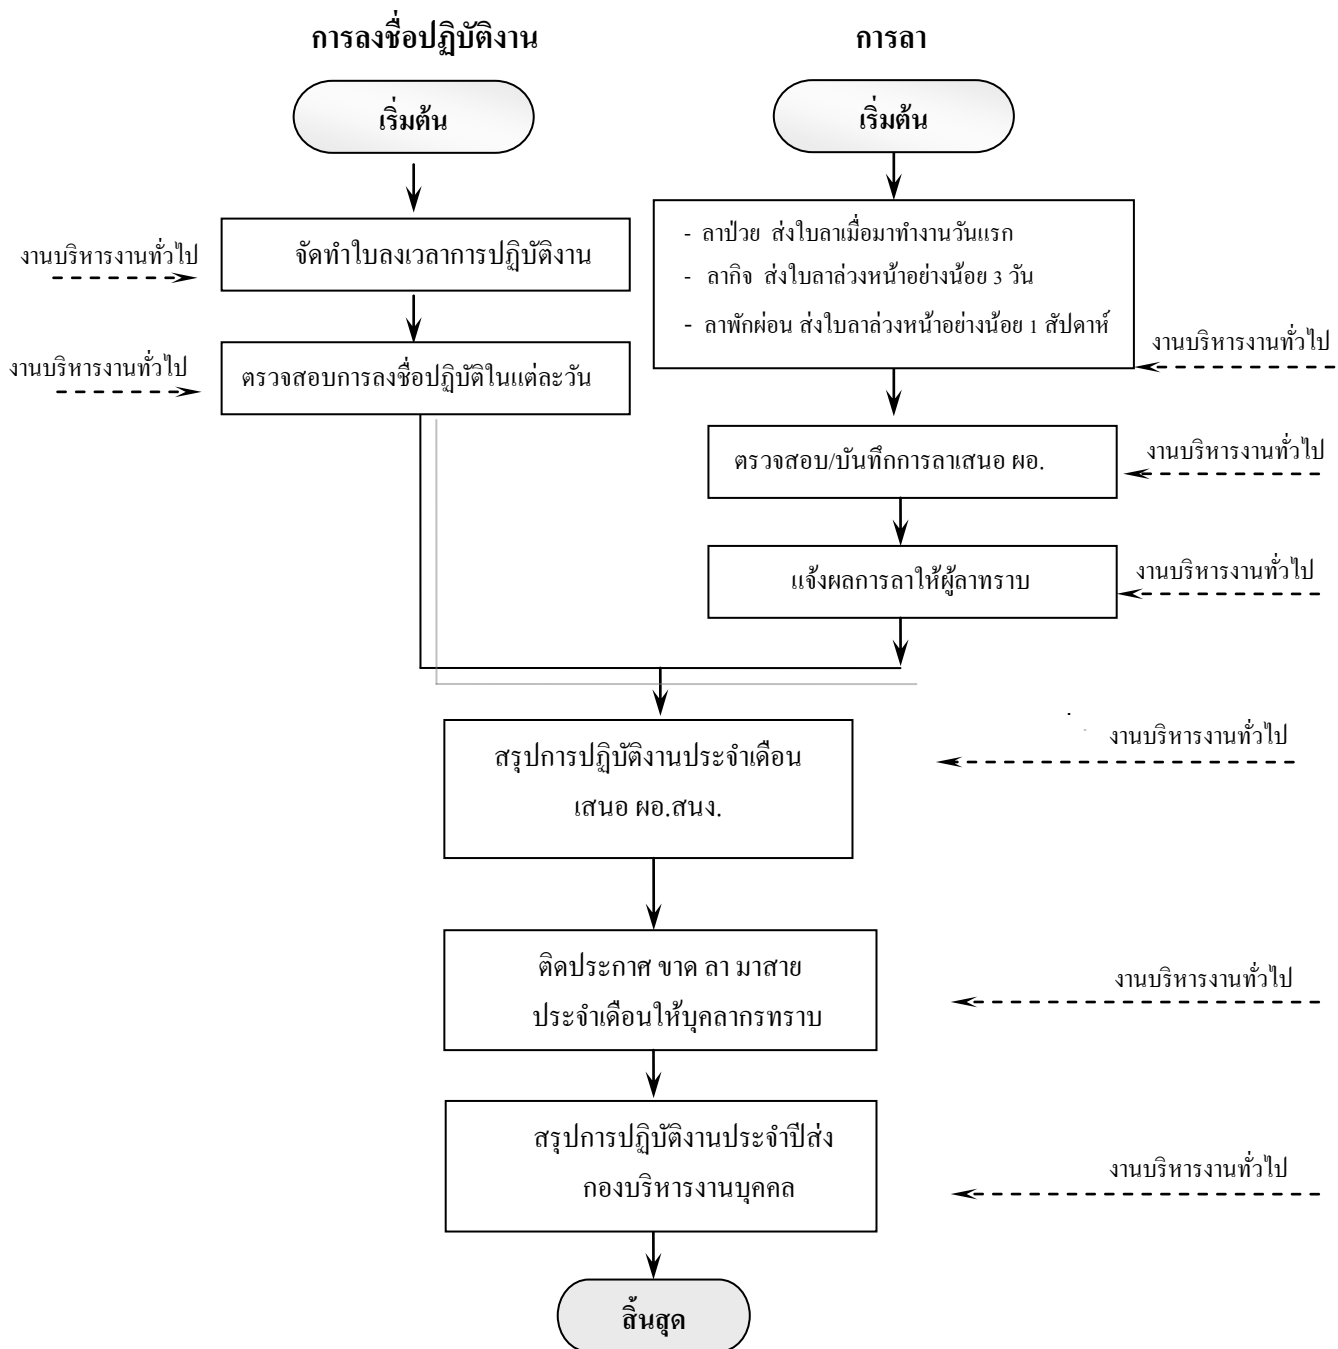 การลงชื่อปฏิบัติงาน
เริ่มต้น
งานบริหารงานทั่วไป
จัดทำใบลงเวลาการปฏิบัติงาน
งานบริหารงานทั่วไป
ตรวจสอบการลงชื่อปฏิบัติในแต่ละวัน
การลา
เริ่มต้น
- ลาป่วย ส่งใบลาเมื่อมาทำงานวันแรก
- ลากิจ ส่งใบลาล่วงหน้าอย่างน้อย 3 วัน
- ลาพักผ่อน ส่งใบลาล่วงหน้าอย่างน้อย 1 สัปดาห์
งานบริหารงานทั่วไป
ตรวจสอบ/บันทึกการลาเสนอ ผอ.
งานบริหารงานทั่วไป
แจ้งผลการลาให้ผู้ลาทราบ
งานบริหารงานทั่วไป
สรุปการปฏิบัติงานประจำเดือน
เสนอ ผอ.สนง.
งานบริหารงานทั่วไป
ติดประกาศ ขาด ลา มาสาย
ประจำเดือนให้บุคลากรทราบ
งานบริหารงานทั่วไป
สรุปการปฏิบัติงานประจำปีส่ง
กองบริหารงานบุคคล
งานบริหารงานทั่วไป
สิ้นสุด